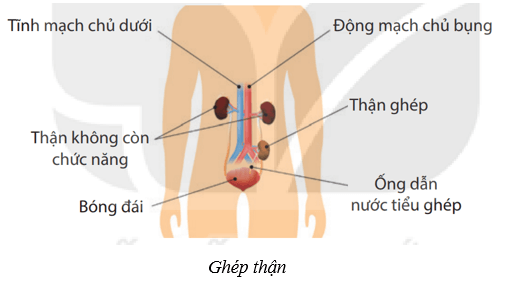 Tĩnh mạch chủ dưới
Động mạch chủ bụng
Thận ghép
Thận không còn
chức năng
Ống dẫn
nước tiểu ghép
Bóng đái
Ghép thận